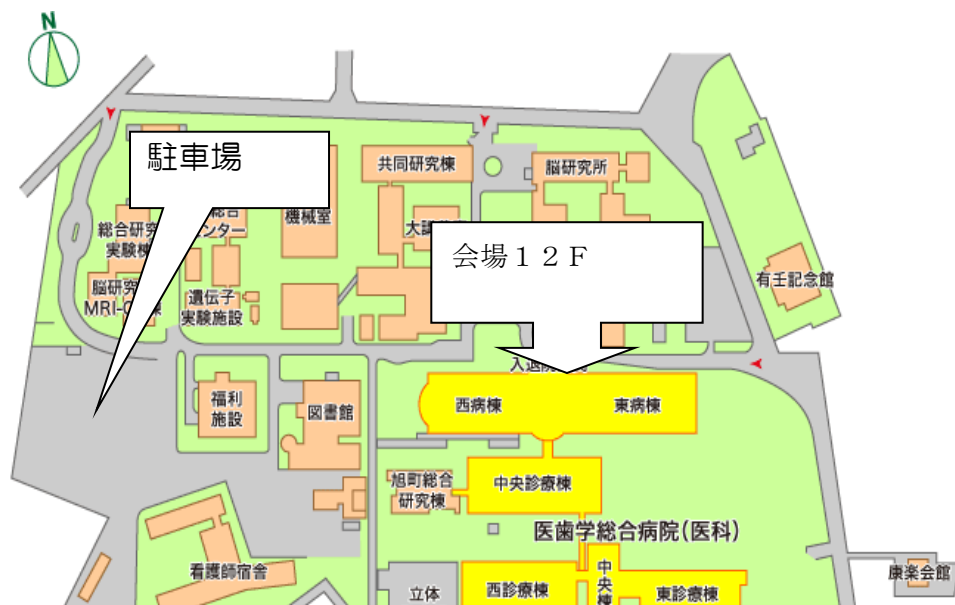 N
駐車場
共同研究棟
脳研究所
機械室
総合研究
実験棟
センター
会場１２Ｆ
有壬記念館
脳研究
MRI-
遺伝子
実験施設
福利
施設
図書館
西病棟
東病棟
旭町総合
研究棟
中央診療棟
医歯学総合病院(医科)
看護師宿舎
立体
西診療棟
中央棟
東診療棟
康楽会館